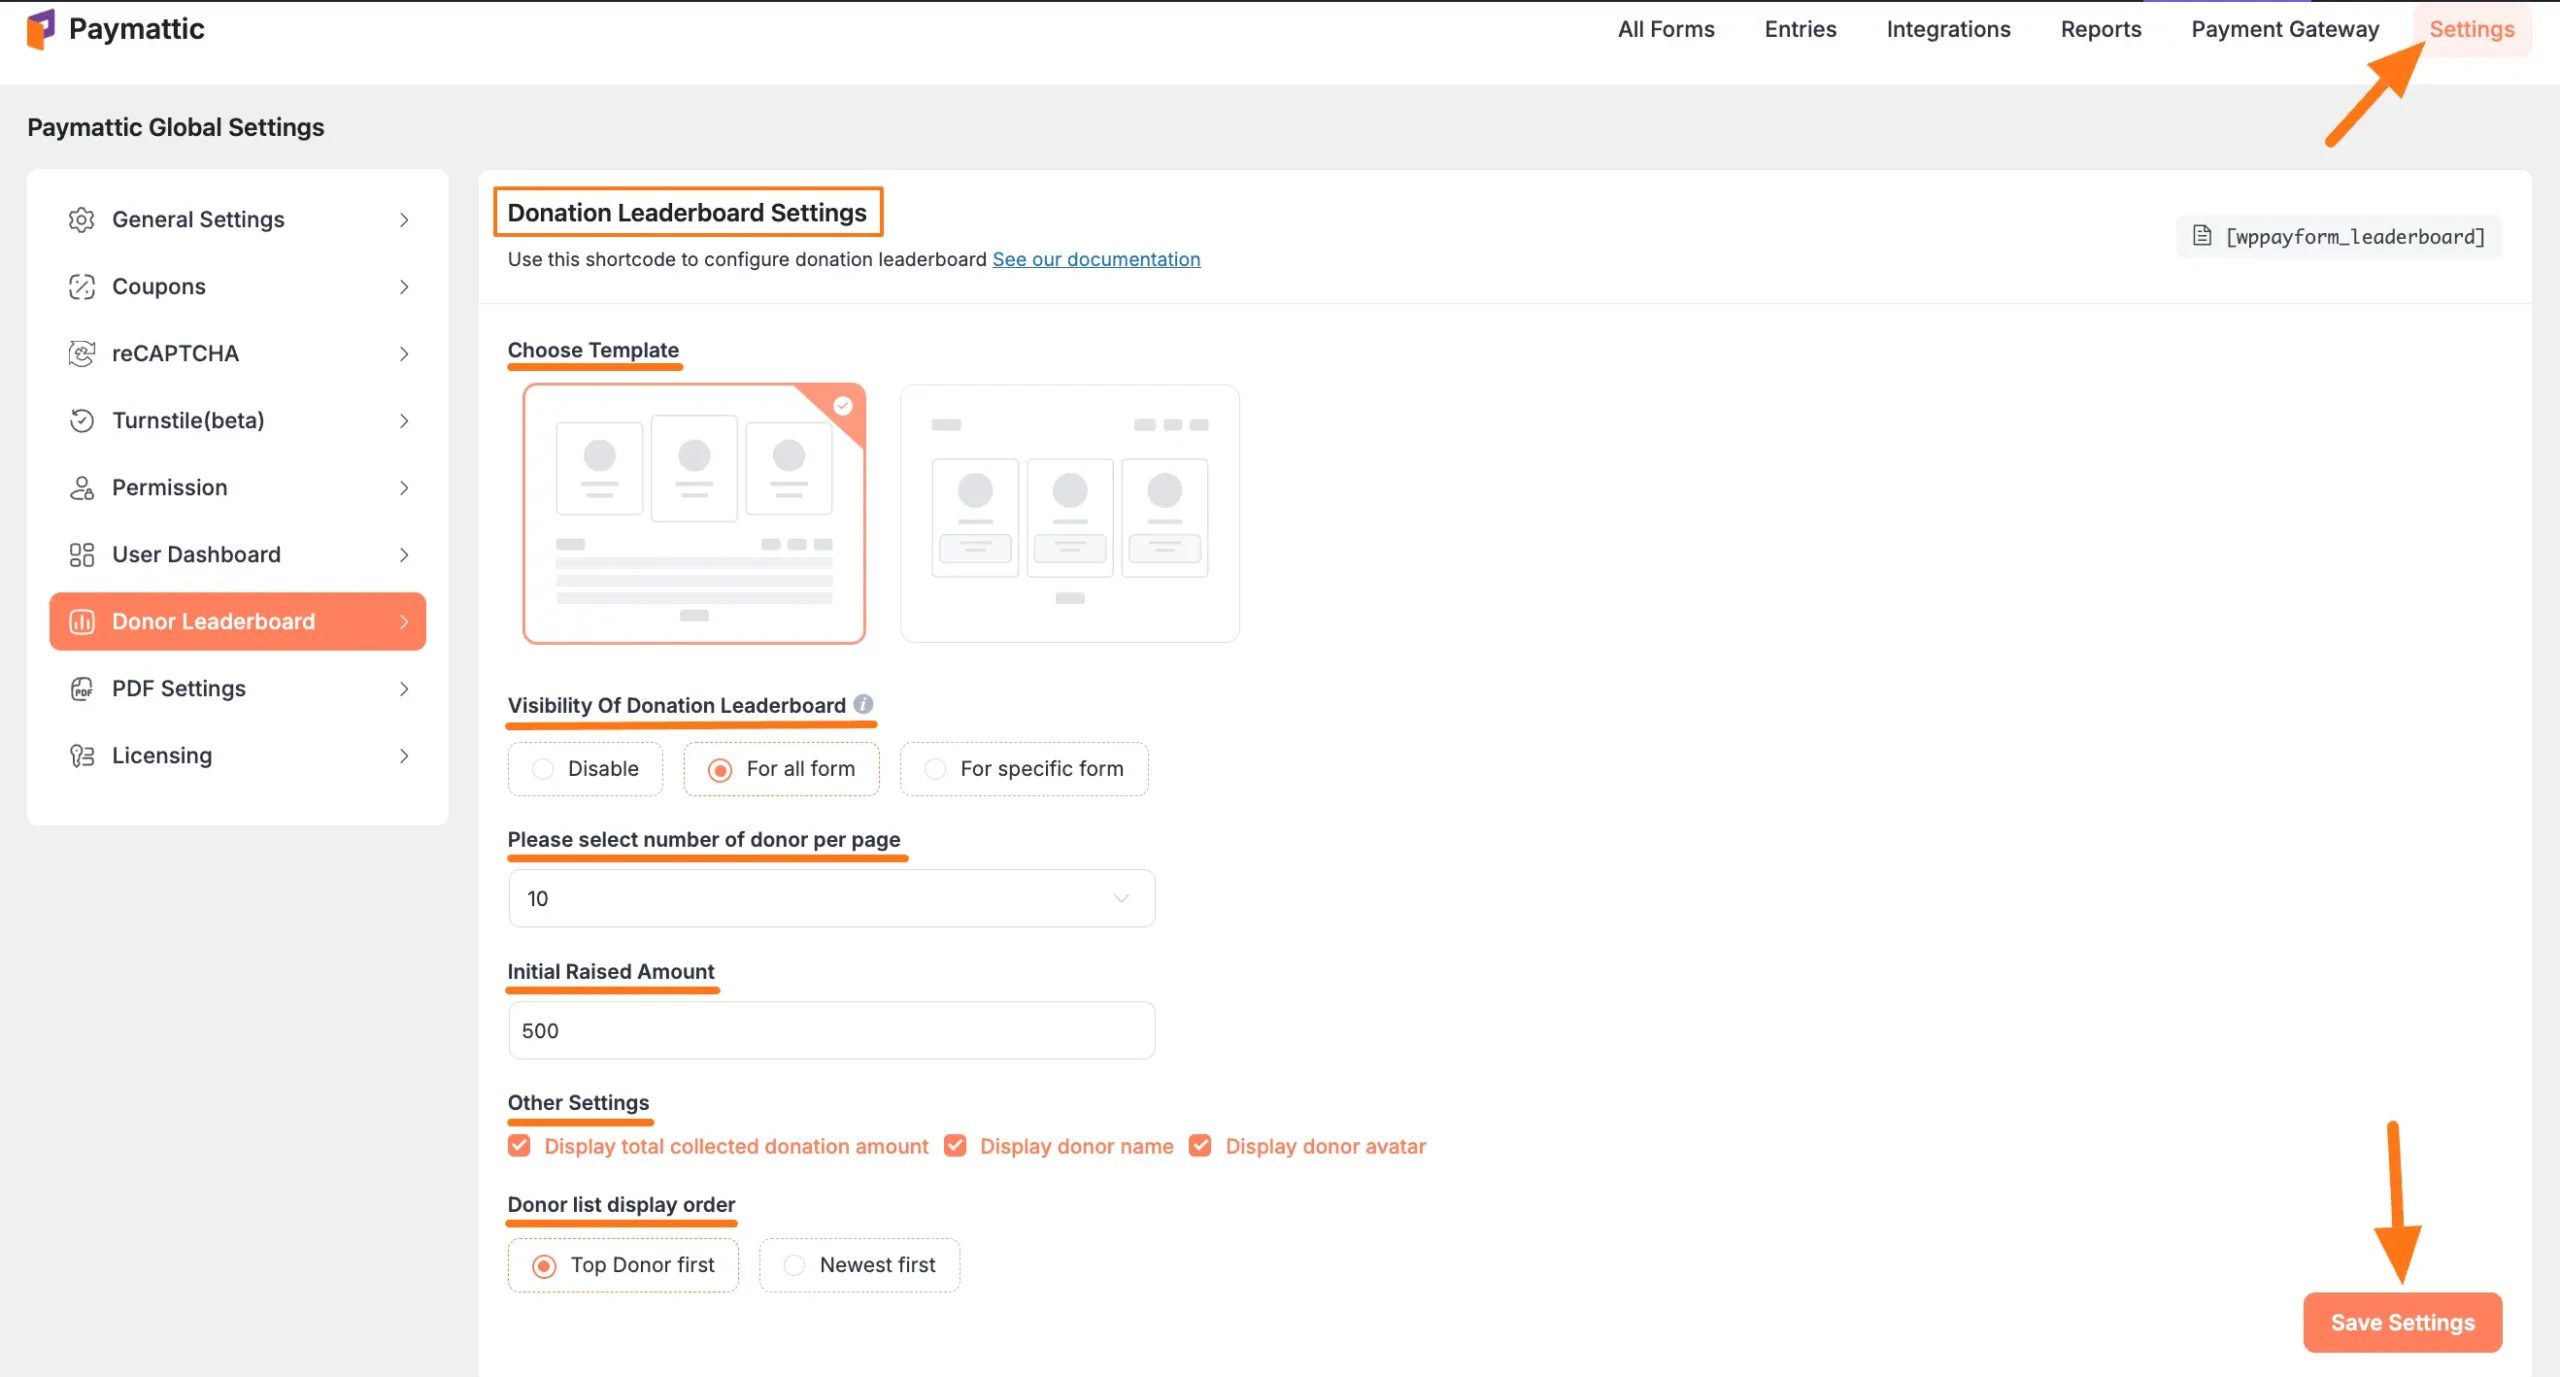 Paymattic
All Forms Entries Integrations Reports Payment Gateway Settings
Paymattic Global Settings
General Settings
Coupons
reCAPTCHA
Turnstile(beta)
Permission
User Dashboard
Donor Leaderboard
PDF Settings
Licensing
Donation Leaderboard Settings
Use this shortcode to configure donation leaderboard See our documentation
[wppayform_leaderboard]
Choose Template
Visibility Of Donation Leaderboard
Disable For all form For specific form
Please select number of donor per page
10
Initial Raised Amount
500
Other Settings
Display total collected donation amount Display donor name Display donor avatar
Donor list display order
Top Donor first Newest first
Save Settings